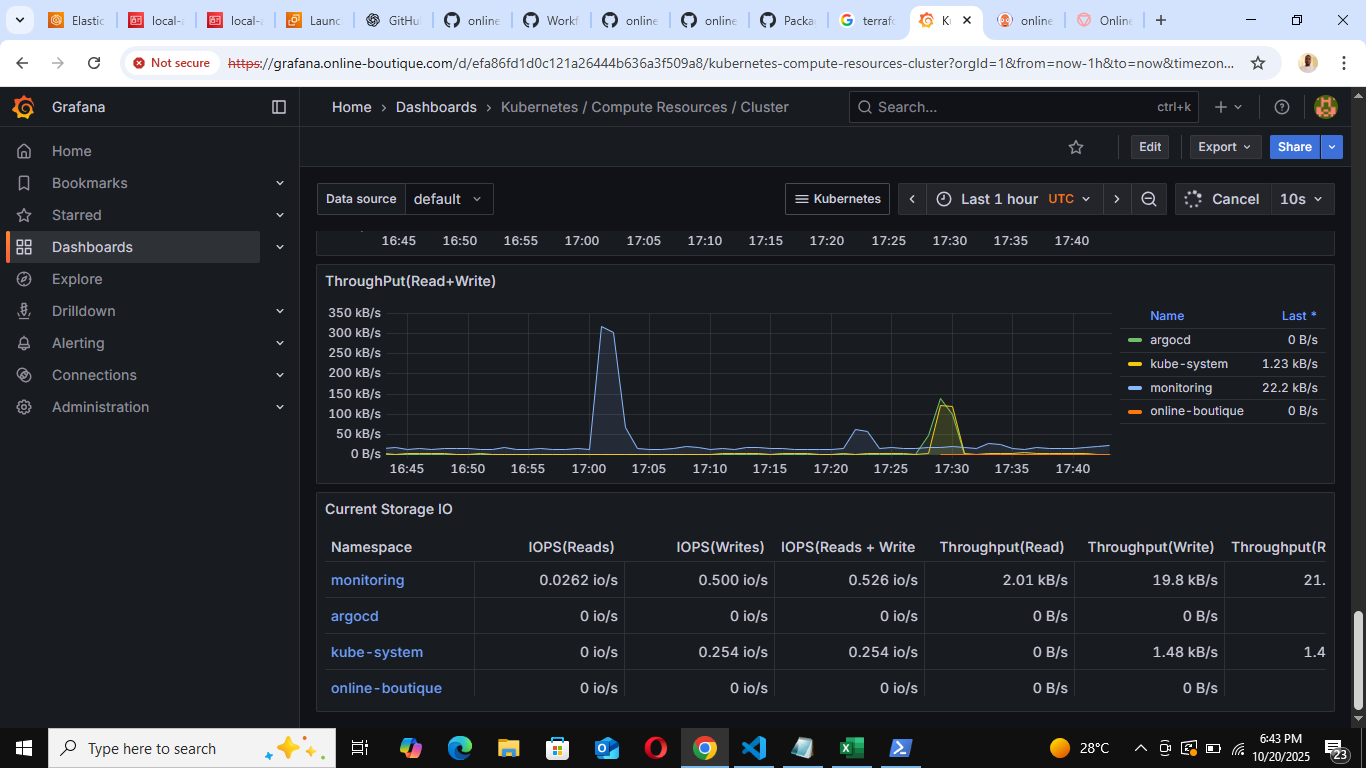 Elastic
local-a
local-a
Launc
GitHu
online
Workf
online
online
Packa
terrafo
K
online
Online
Not secure
https://grafana.online-boutique.com/d/efa86fd1d0c121a26444b636a3f509a8/kubernetes-compute-resources-cluster?orgId=1&from=now-1h&to=now&timezon...
Grafana
Home › Dashboards › Kubernetes / Compute Resources / Cluster
Search...
ctrl+k
Edit
Export
Share
Home
Bookmarks
Starred
Dashboards
Explore
Drilldown
Alerting
Connections
Administration
Data source
default
Kubernetes
Last 1 hour UTC
Cancel
10s
16:45 16:50 16:55 17:00 17:05 17:10 17:15 17:20 17:25 17:30 17:35 17:40
ThroughPut(Read+Write)
350 kB/s
300 kB/s
250 kB/s
200 kB/s
150 kB/s
100 kB/s
50 kB/s
0 B/s
16:45 16:50 16:55 17:00 17:05 17:10 17:15 17:20 17:25 17:30 17:35 17:40
Name Last *
argocd 0 B/s
kube-system 1.23 kB/s
monitoring 22.2 kB/s
online-boutique 0 B/s
Current Storage IO
Namespace IOPS(Reads) IOPS(Writes) IOPS(Reads + Write Throughput(Read) Throughput(Write) Throughput(R
monitoring 0.0262 io/s 0.500 io/s 0.526 io/s 2.01 kB/s 19.8 kB/s 21.
argocd 0 io/s 0 io/s 0 io/s 0 B/s 0 B/s
kube-system 0 io/s 0.254 io/s 0.254 io/s 0 B/s 1.48 kB/s 1.4
online-boutique 0 io/s 0 io/s 0 io/s 0 B/s 0 B/s
Type here to search
28°C
6:43 PM
10/20/2025
23